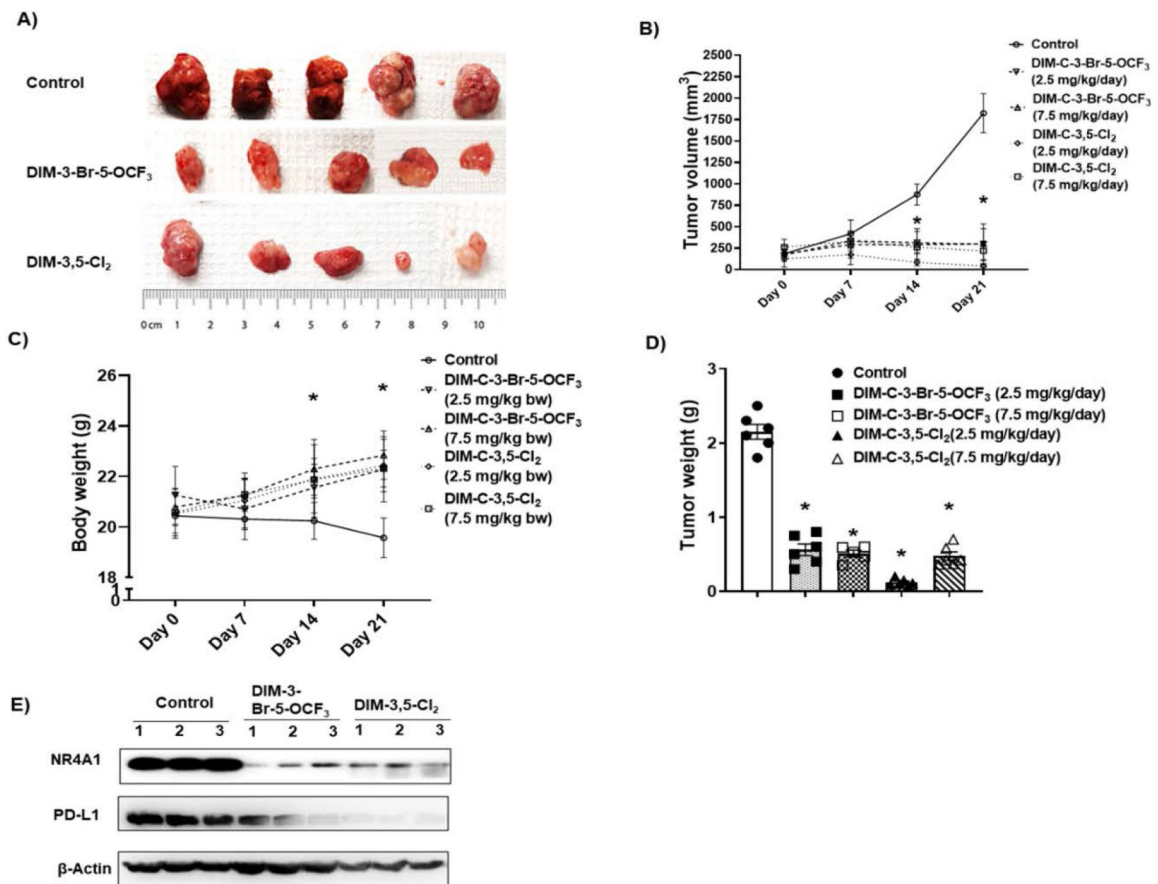 A)
Control
DIM-3-Br-5-OCF₃
DIM-3,5-Cl₂
0 cm 1 2 3 4 5 6 7 8 9 10
B)
Tumor volume (mm³)
2500
2250
2000
1750
1500
1250
1000
750
500
250
0
* *
Day 0 Day 7 Day 14 Day 21
Control
DIM-C-3-Br-5-OCF₃
(2.5 mg/kg/day)
DIM-C-3-Br-5-OCF₃
(7.5 mg/kg/day)
DIM-C-3,5-Cl₂
(2.5 mg/kg/day)
DIM-C-3,5-Cl₂
(7.5 mg/kg/day)
C)
Body weight (g)
26
24
22
20
18
1
0
* *
Day 0 Day 7 Day 14 Day 21
Control
DIM-C-3-Br-5-OCF₃
(2.5 mg/kg bw)
DIM-C-3-Br-5-OCF₃
(7.5 mg/kg bw)
DIM-C-3,5-Cl₂
(2.5 mg/kg bw)
DIM-C-3,5-Cl₂
(7.5 mg/kg bw)
D)
Tumor weight (g)
3
2
1
0
* * * *
Control
DIM-C-3-Br-5-OCF₃ (2.5 mg/kg/day)
DIM-C-3-Br-5-OCF₃ (7.5 mg/kg/day)
DIM-C-3,5-Cl₂(2.5 mg/kg/day)
DIM-C-3,5-Cl₂(7.5 mg/kg/day)
E)
Control
DIM-3-
Br-5-OCF₃
DIM-3,5-Cl₂
1 2 3 1 2 3 1 2 3
NR4A1
PD-L1
β-Actin